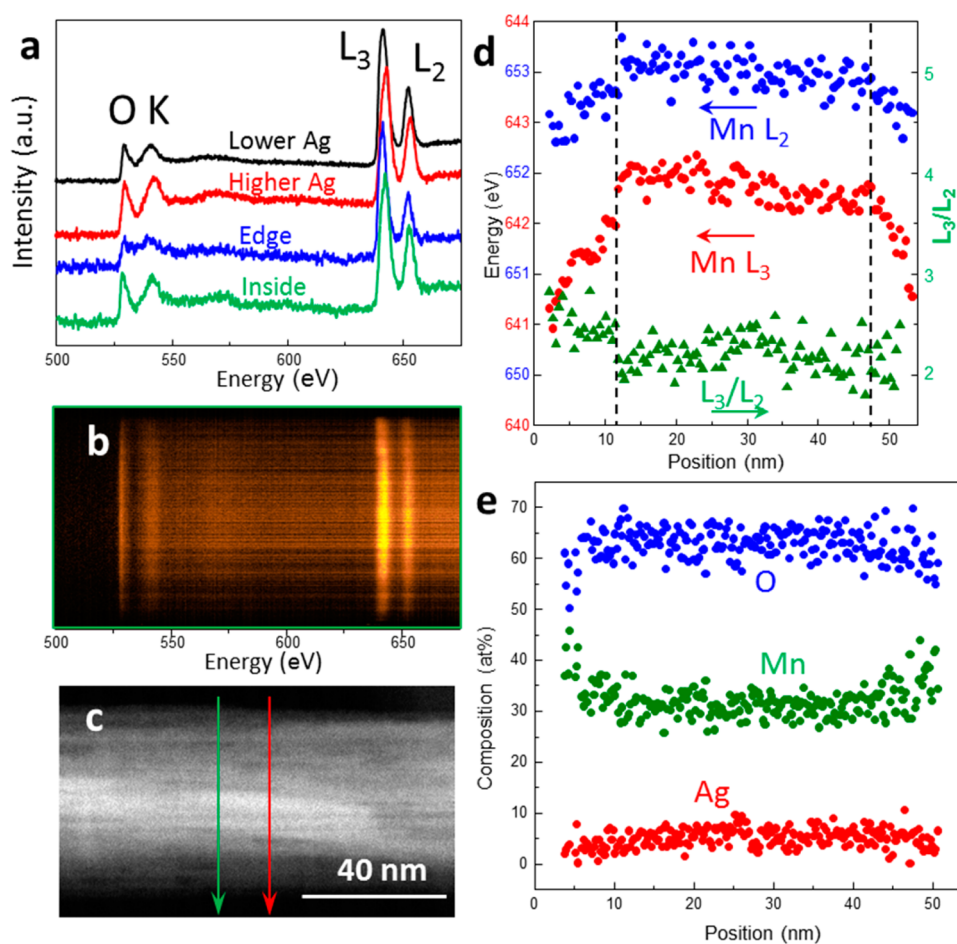 a
L3
L2
O K
Lower Ag
Higher Ag
Edge
Inside
Intensity (a.u.)
500 550 600 650
Energy (eV)
b
500 550 600 650
Energy (eV)
c
40 nm
d
644
653
643
652
642
651
641
650
640
Energy (eV)
Mn L2
Mn L3
L3/L2
5
4
3
2
L3/L2
0 10 20 30 40 50
Position (nm)
e
70
60
50
40
30
20
10
0
Composition (at%)
O
Mn
Ag
0 10 20 30 40 50
Position (nm)